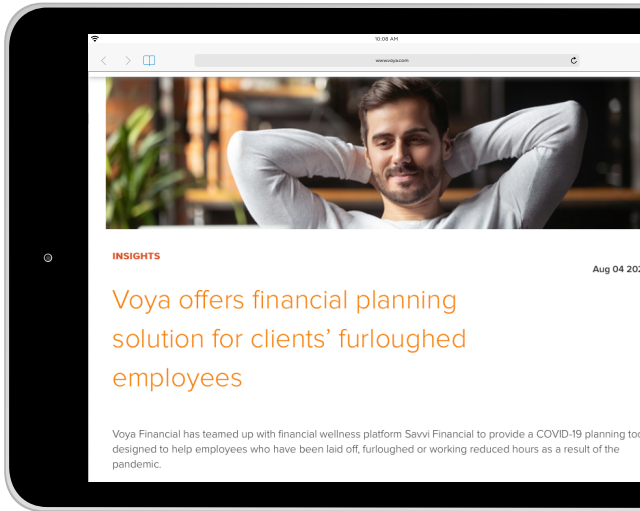 10:08 AM
www.voya.com
INSIGHTS
Aug 04 202
Voya offers financial planning
solution for clients' furloughed
employees
Voya Financial has teamed up with financial wellness platform Savvi Financial to provide a COVID-19 planning too
designed to help employees who have been laid off, furloughed or working reduced hours as a result of the
pandemic.